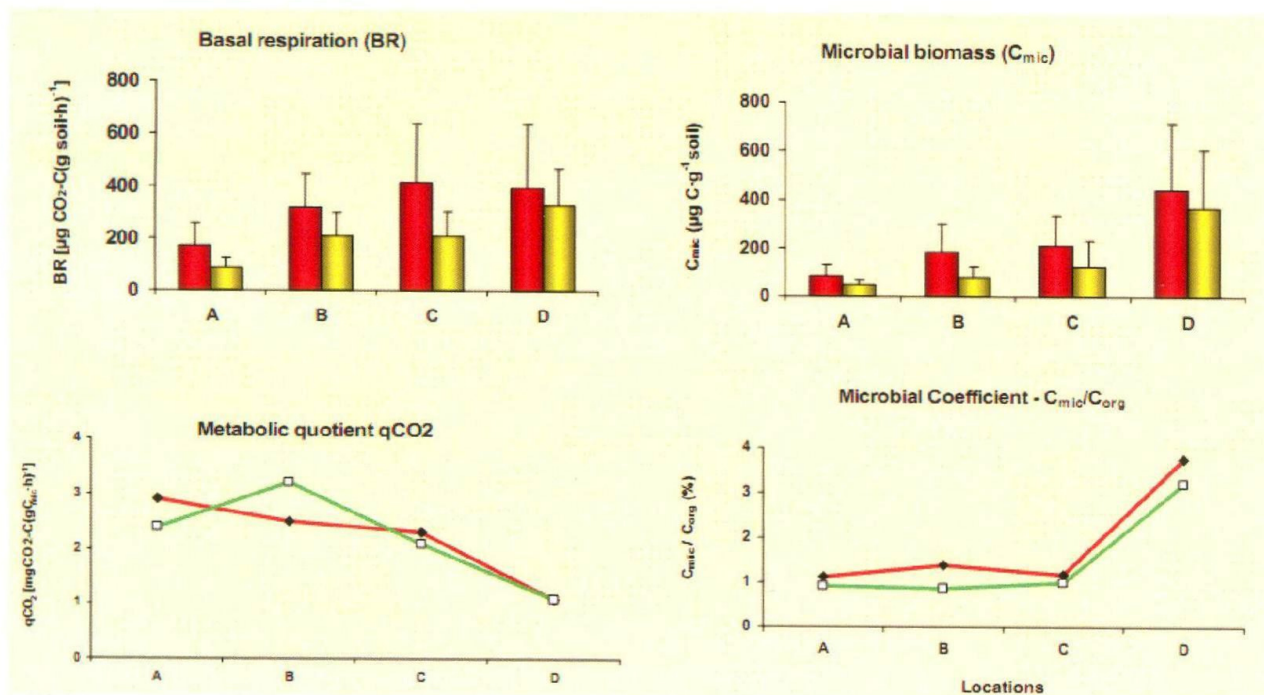 Basal respiration (BR)
BR [µg CO₂-C(g soil·h)⁻¹]
800
600
400
200
0
A B C D
Microbial biomass (Cmic)
Cmic (µg C·g⁻¹ soil)
800
600
400
200
0
A B C D
Metabolic quotient qCO2
qCO₂ [mgCO2-C(gCmic·h)⁻¹]
4
3
2
1
0
A B C D
Microbial Coefficient - Cmic/Corg
Cmic/ Corg (%)
4
3
2
1
0
A B C D
Locations